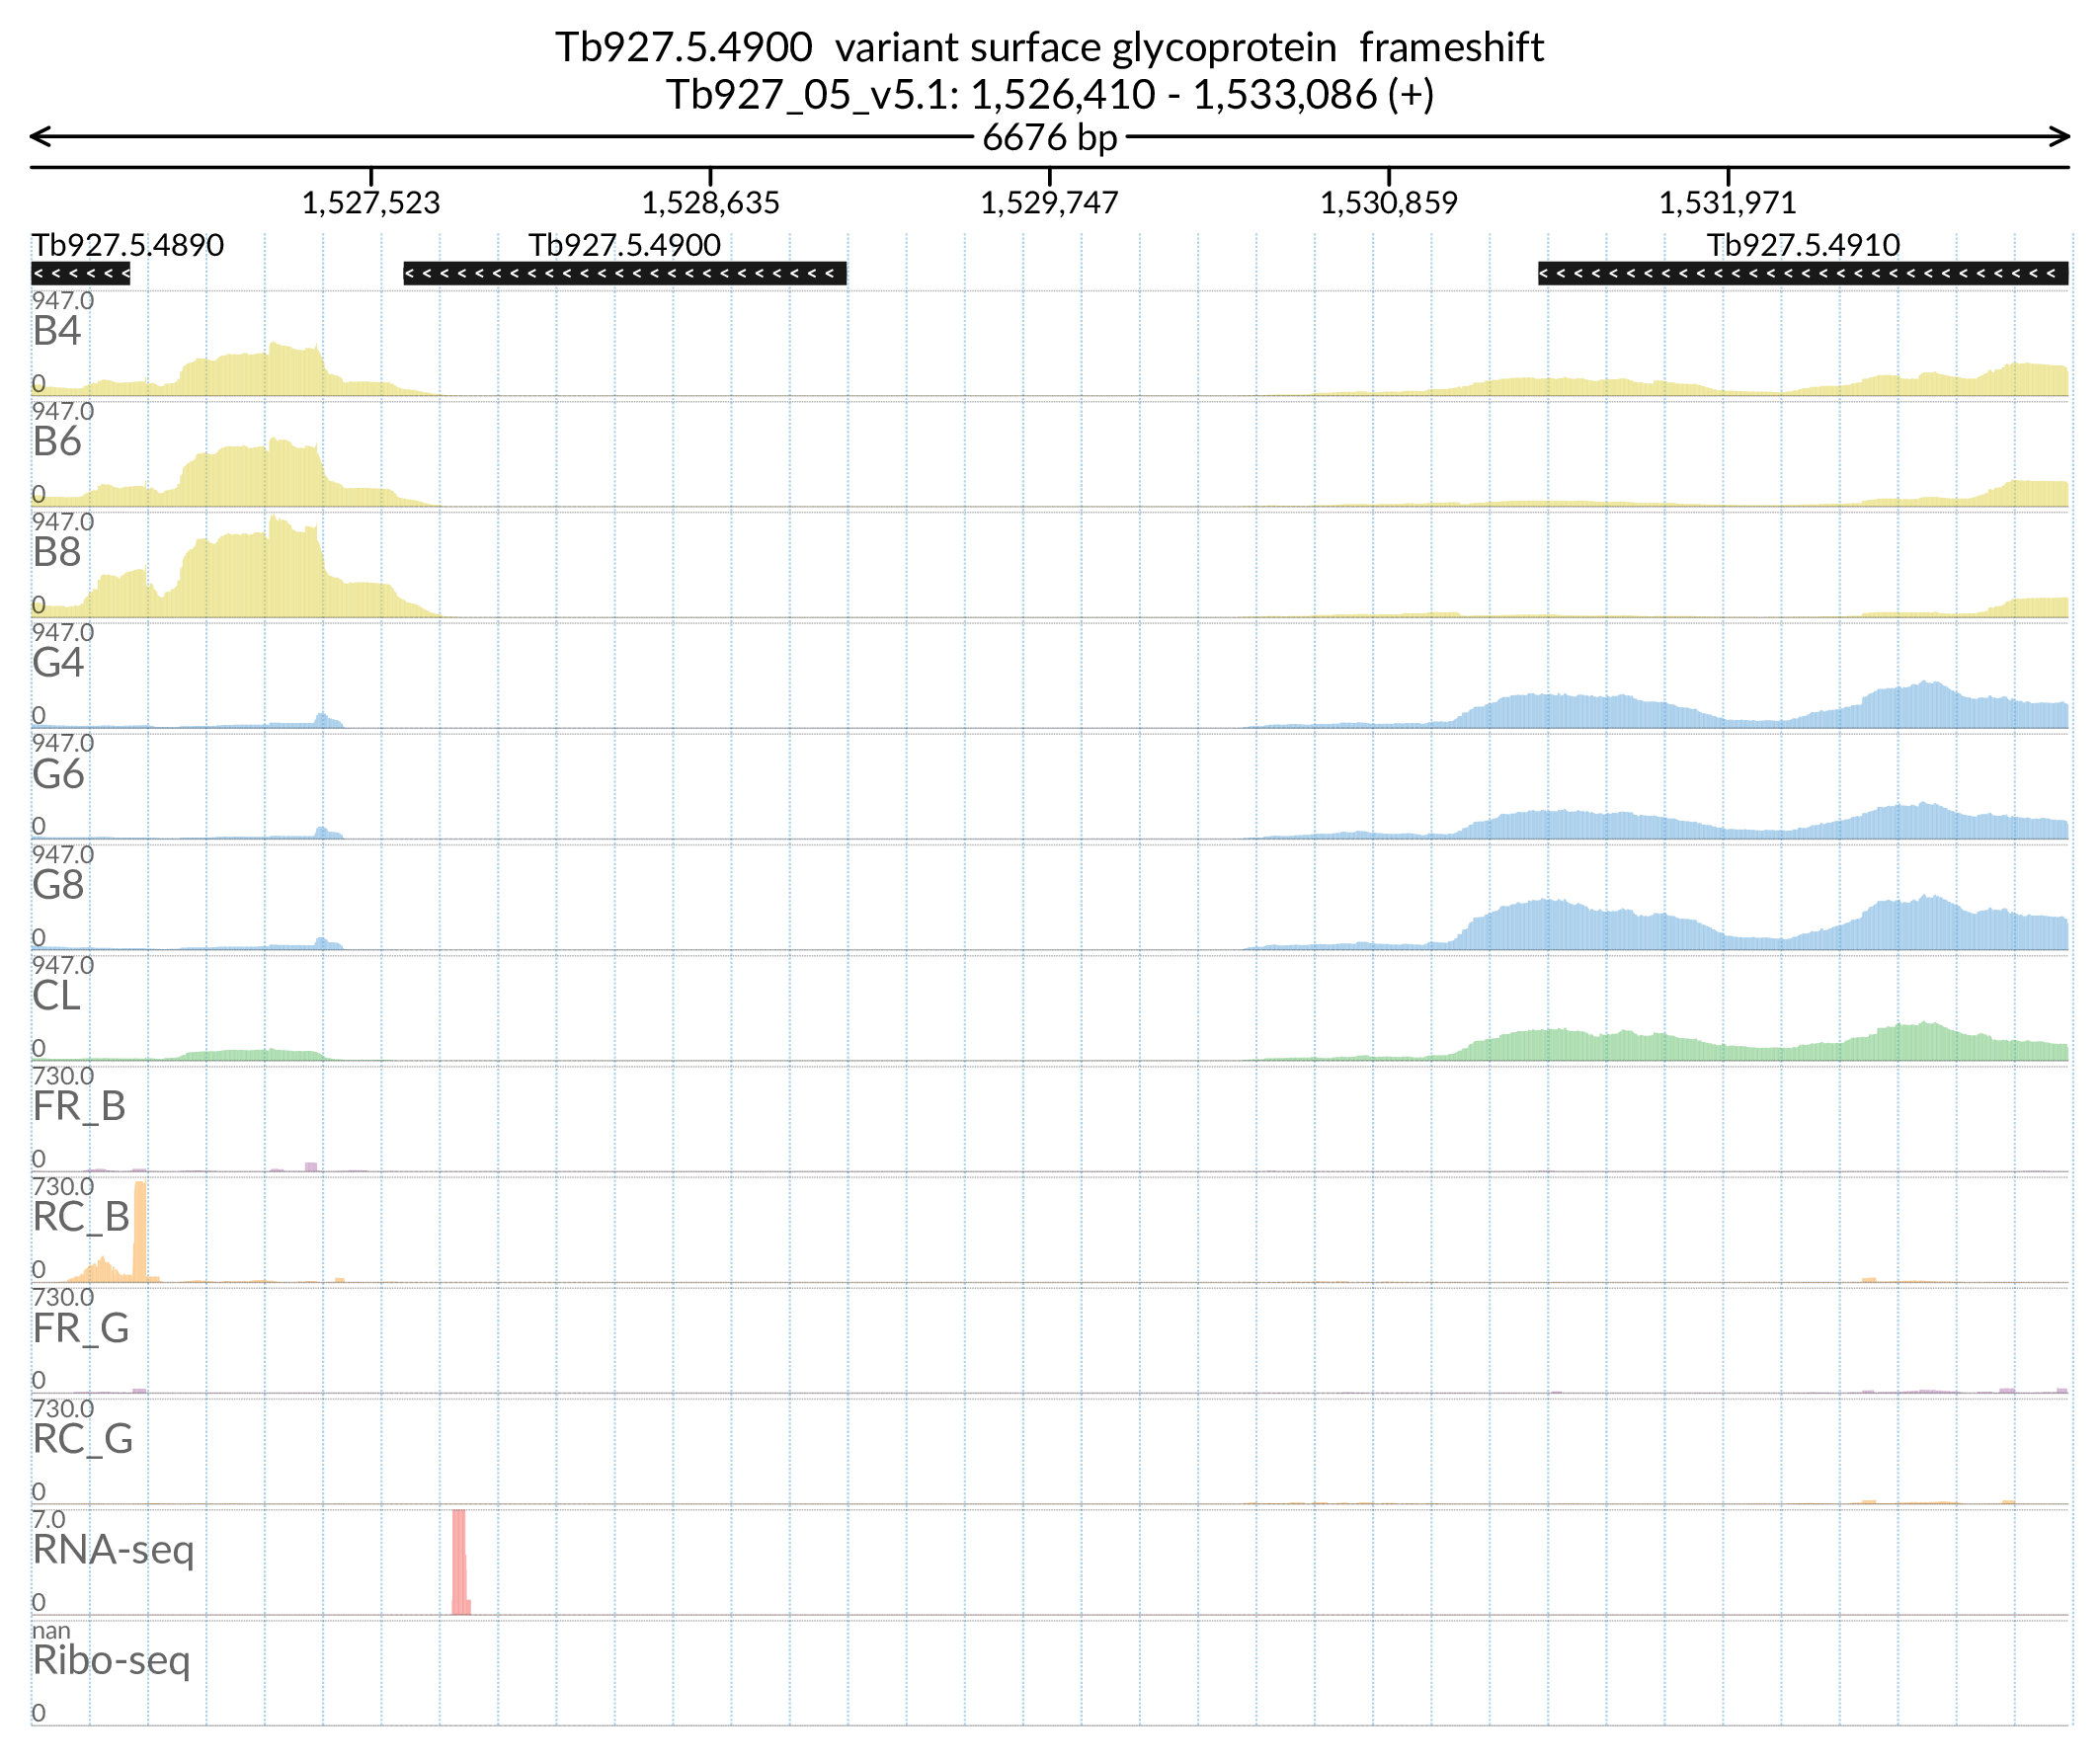 Tb927.5.4900  variant surface glycoprotein  frameshift
Tb927_05_v5.1: 1,526,410 - 1,533,086 (+)
6676 bp
1,527,523 1,528,635 1,529,747 1,530,859 1,531,971
Tb927.5.4890 Tb927.5.4900 Tb927.5.4910
947.0
B4
0
947.0
B6
0
947.0
B8
0
947.0
G4
0
947.0
G6
0
947.0
G8
0
947.0
CL
0
730.0
FR_B
0
730.0
RC_B
0
730.0
FR_G
0
730.0
RC_G
0
7.0
RNA-seq
0
nan
Ribo-seq
0